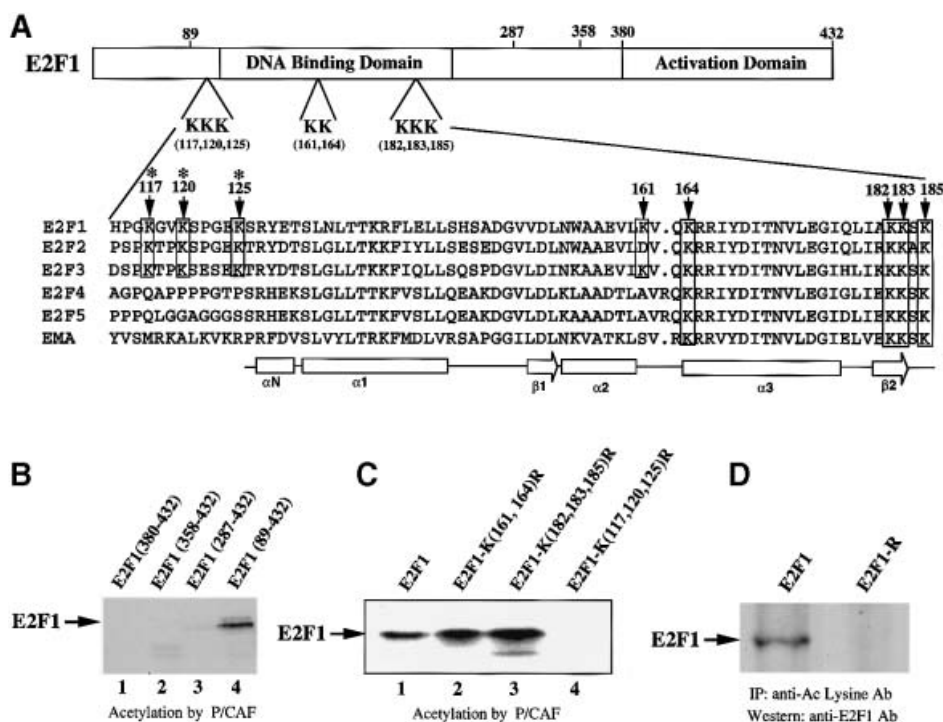 A
89 287 358 380 432
E2F1 DNA Binding Domain Activation Domain
KKK KK KKK
(117,120,125) (161,164) (182,183,185)
* * *
117 120 125 161 164 182 183 185
E2F1 HPGKGVKSPGEKSRYETSLNLTTKRFLELLSHSADGVVDLNWAAEVLKV.QKRRIYDITNVLEGIQLIAKKSK
E2F2 PSPKTPKSPGEKTRYDTSLGLLTKKFIYLLSESEDGVLDLNWAAEVLDV.QKRRIYDITNVLEGIQLIRKKAK
E2F3 DSPKTPKSESEKTRYDTSLGLLTKKFIQLLSQSPDGVLDLNWAAEVLKV.QKRRIYDITNVLEGIHLIKKKSK
E2F4 AGPQAPPPPGTPSRHEKSLGLLTTKFVSLLQEAKDGVLDLKLAADTLAVRQKRRIYDITNVLEGIGLIEKKSK
E2F5 PPPQLGGAGGGSSRHEKSLGLLTTKFVSLLQEAKDGVLDLKAAADTLAVRQKRRIYDITNVLEGIDLIEKKSK
EMA YVSMRKALKVKRPRFDVSLVYLTRKFMDLVRSAPGGILDLNKVATKLSV.RKRRVYDITNVLDGIELVEKKSK
αN α1 β1 α2 α3 β2
B
E2F1(380-432) E2F1 (358-432) E2F1 (287-432) E2F1 (89-432)
E2F1
1 2 3 4
Acetylation by P/CAF
C
E2F1 E2F1-K(161, 164)R E2F1-K(182,183,185)R E2F1-K(117,120,125)R
E2F1
1 2 3 4
Acetylation by P/CAF
D
E2F1 E2F1-R
E2F1
IP: anti-Ac Lysine Ab
Western: anti-E2F1 Ab